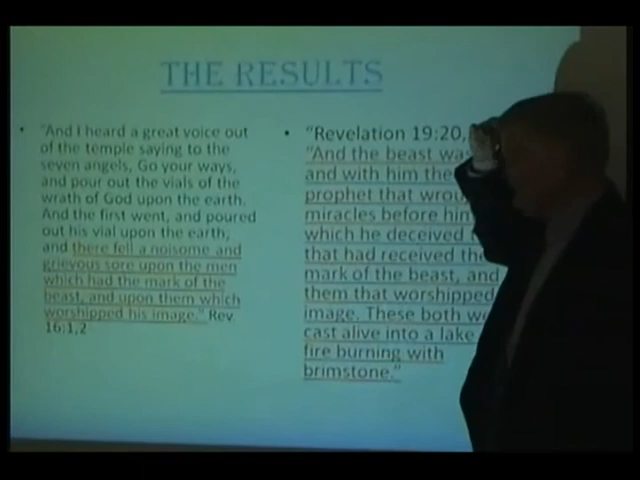 THE RESULTS
• "And I heard a great voice out
of the temple saying to the
seven angels, Go your ways,
and pour out the vials of the
wrath of God upon the earth.
And the first went, and poured
out his vial upon the earth;
and there fell a noisome and
grievous sore upon the men
which had the mark of the
beast, and upon them which
worshipped his image." Rev.
16:1,2
• "Revelation 19:20,
"And the beast was
and with him the
prophet that
miracles before him
which he deceived
that had received the
mark of the beast, and
them that worshipped
image. These both
cast alive into a lake
fire burning with
brimstone."